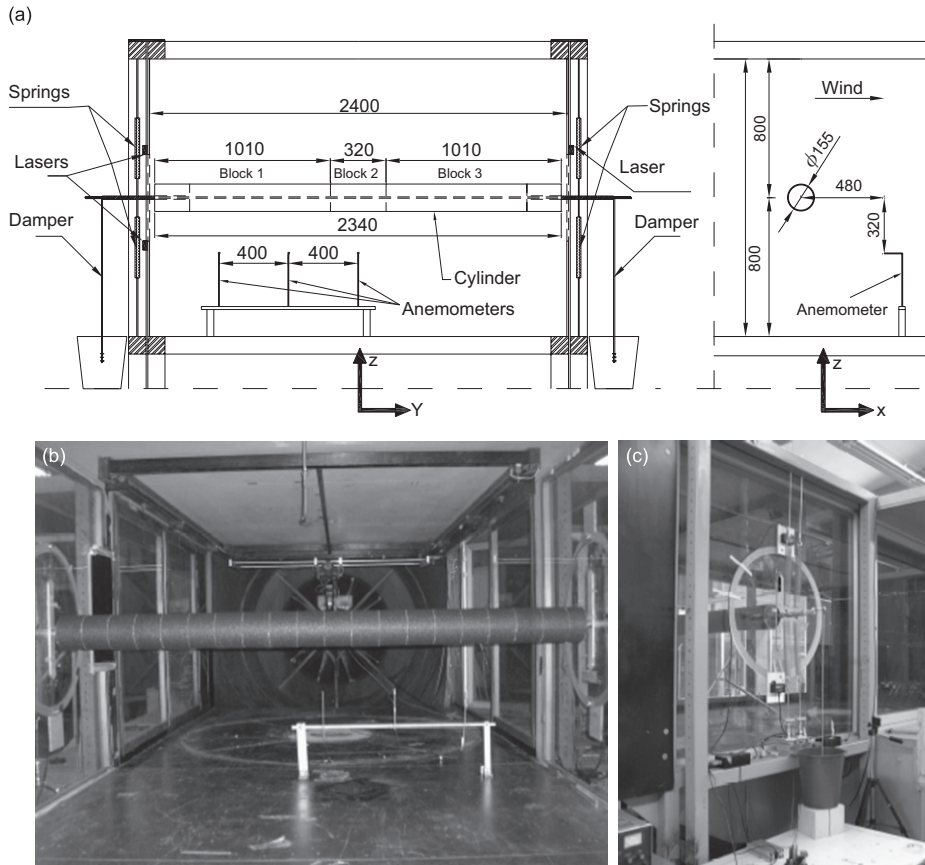 (a)
Springs
2400
Springs
Wind
800
ϕ155
1010
320
1010
Lasers
Laser
Block 1
Block 2
Block 3
480
Damper
Damper
2340
320
400
400
Cylinder
800
Anemometers
Anemometer
z
Y
z
x
(b)
(c)